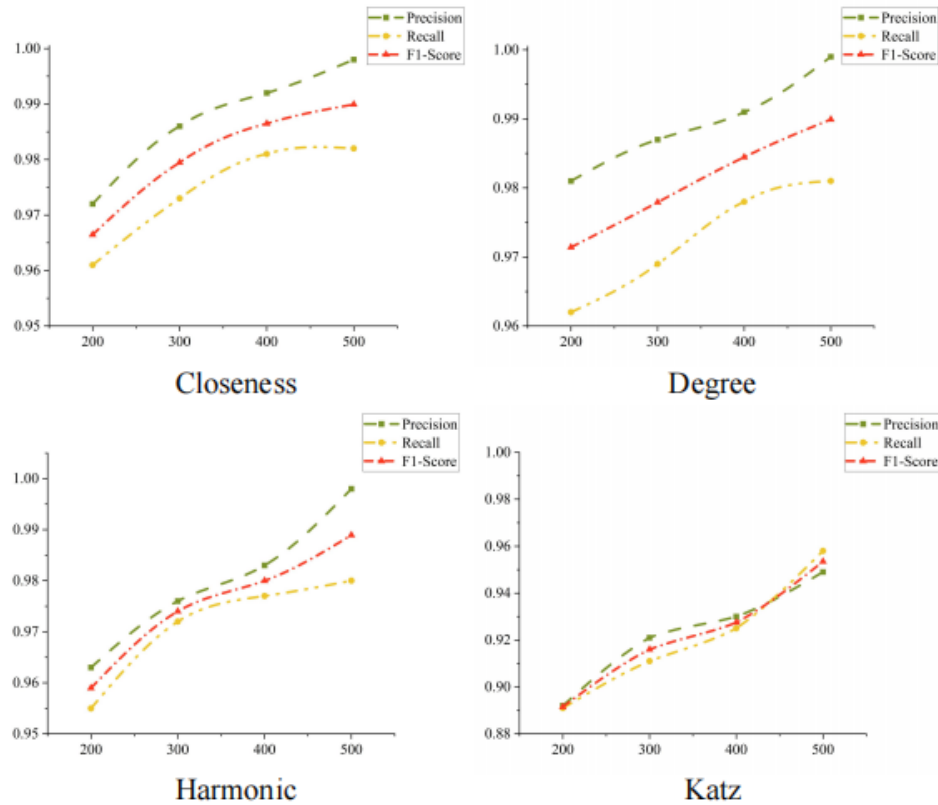 Precision
Recall
F1-Score
1.00
0.99
0.98
0.97
0.96
0.95
200 300 400 500
Closeness
Precision
Recall
F1-Score
1.00
0.99
0.98
0.97
0.96
200 300 400 500
Degree
Precision
Recall
F1-Score
1.00
0.99
0.98
0.97
0.96
0.95
200 300 400 500
Harmonic
Precision
Recall
F1-Score
1.00
0.98
0.96
0.94
0.92
0.90
0.88
200 300 400 500
Katz